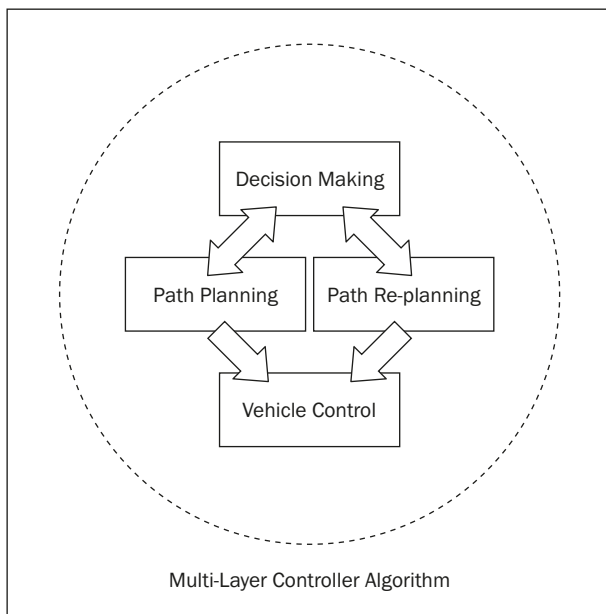 Decision Making
Path Planning
Path Re-planning
Vehicle Control
Multi-Layer Controller Algorithm